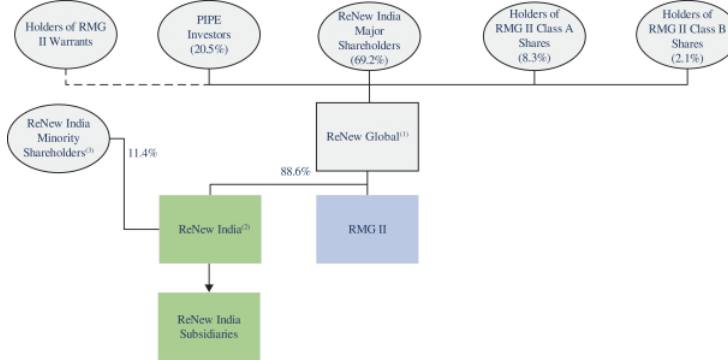 Holders of RMG
II Warrants
PIPE
Investors
(20.5%)
ReNew India
Major
Shareholders
(69.2%)
Holders of
RMG II Class A
Shares
(8.3%)
Holders of
RMG II Class B
Shares
(2.1%)
ReNew India
Minority
Shareholders(3)
11.4%
ReNew Global(1)
88.6%
ReNew India(2)
RMG II
ReNew India
Subsidiaries